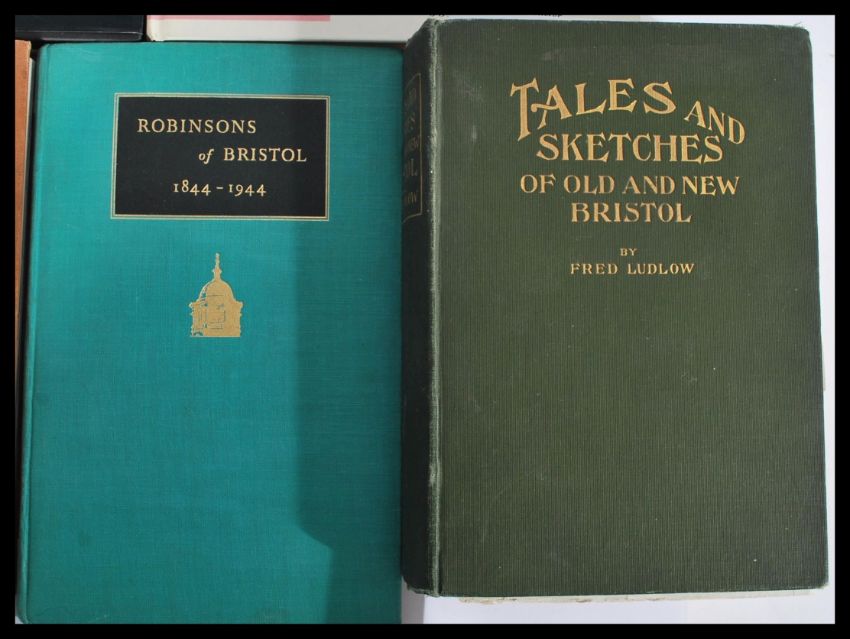 ROBINSONS
of BRISTOL
1844 - 1944
TALES AND
SKETCHES
OF OLD AND NEW
BRISTOL
BY
FRED LUDLOW